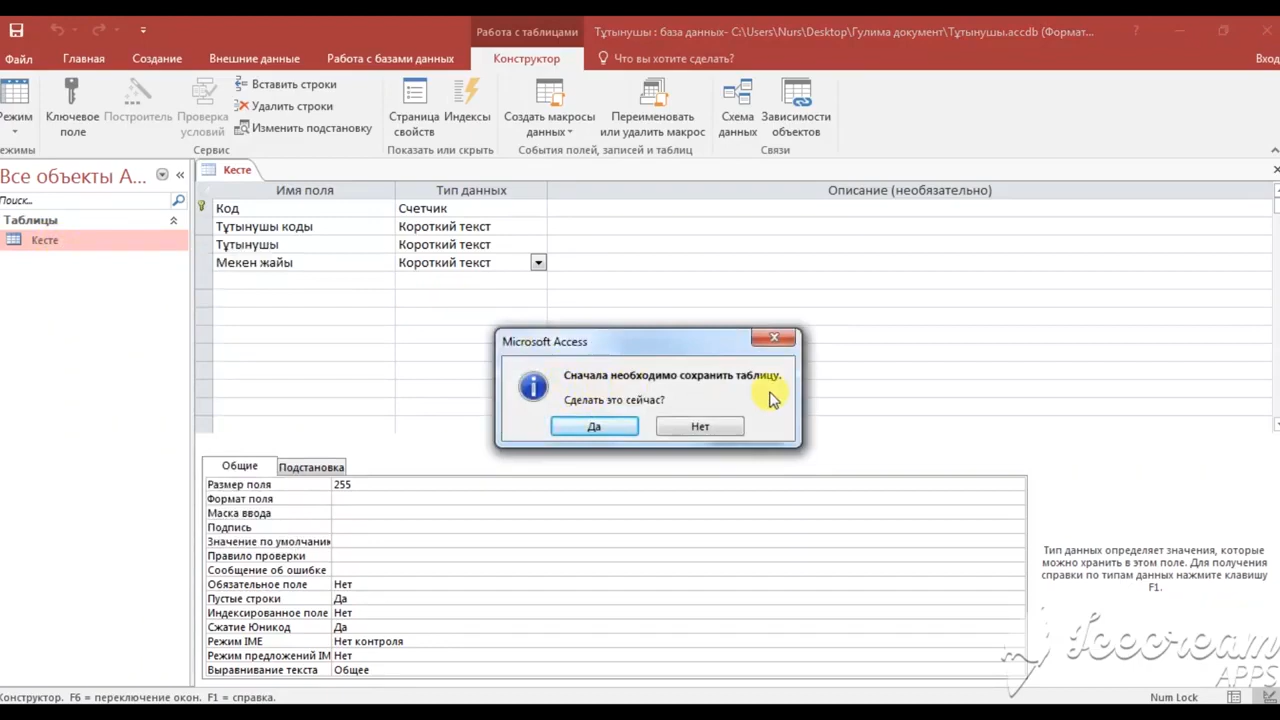 Работа с таблицами
Тұтынушы : база данных- C:\Users\Nurs\Desktop\Гулима документ\Тұтынушы.accdb (Формат...
?
Файл
Главная
Создание
Внешние данные
Работа с базами данных
Конструктор
Что вы хотите сделать?
Вход
Режим
Ключевое поле
Построитель
Проверка условий
Вставить строки
Удалить строки
Изменить подстановку
Страница свойств
Индексы
Создать макросы данных
Переименовать или удалить макрос
Схема данных
Зависимости объектов
ежимы
Сервис
Показать или скрыть
События полей, записей и таблиц
Связи
Все объекты A...
Поиск...
Таблицы
Кесте
Кесте
Имя поля Тип данных Описание (необязательно)
Код Счетчик
Тұтынушы коды Короткий текст
Тұтынушы Короткий текст
Мекен жайы Короткий текст
Microsoft Access
Сначала необходимо сохранить таблицу.
Сделать это сейчас?
Да Нет
Общие Подстановка
Размер поля 255
Формат поля
Маска ввода
Подпись
Значение по умолчани
Правило проверки
Сообщение об ошибке
Обязательное поле Нет
Пустые строки Да
Индексированное поле Нет
Сжатие Юникод Да
Режим IME Нет контроля
Режим предложений IM Нет
Выравнивание текста Общее
Тип данных определяет значения, которые
можно хранить в этом поле. Для получения
справки по типам данных нажмите клавишу
F1.
Icecream
APPS
Конструктор. F6 = переключение окон. F1 = справка.
Num Lock